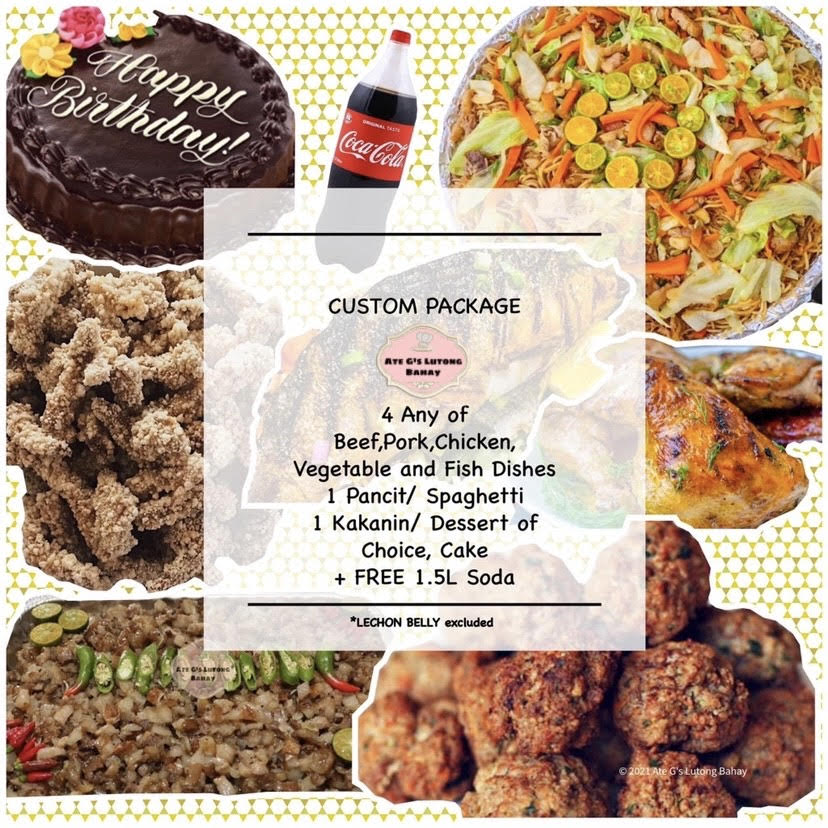 Happy
Birthday!
ORIGINAL TASTE
Coca-Cola
CUSTOM PACKAGE
ATE G'S LUTONG
BAHAY
4 Any of
Beef,Pork,Chicken,
Vegetable and Fish Dishes
1 Pancit/ Spaghetti
1 Kakanin/ Dessert of
Choice, Cake
+ FREE 1.5L Soda
*LECHON BELLY excluded
ATE G'S LUTONG
BAHAY
© 2021 Ate G's Lutong Bahay